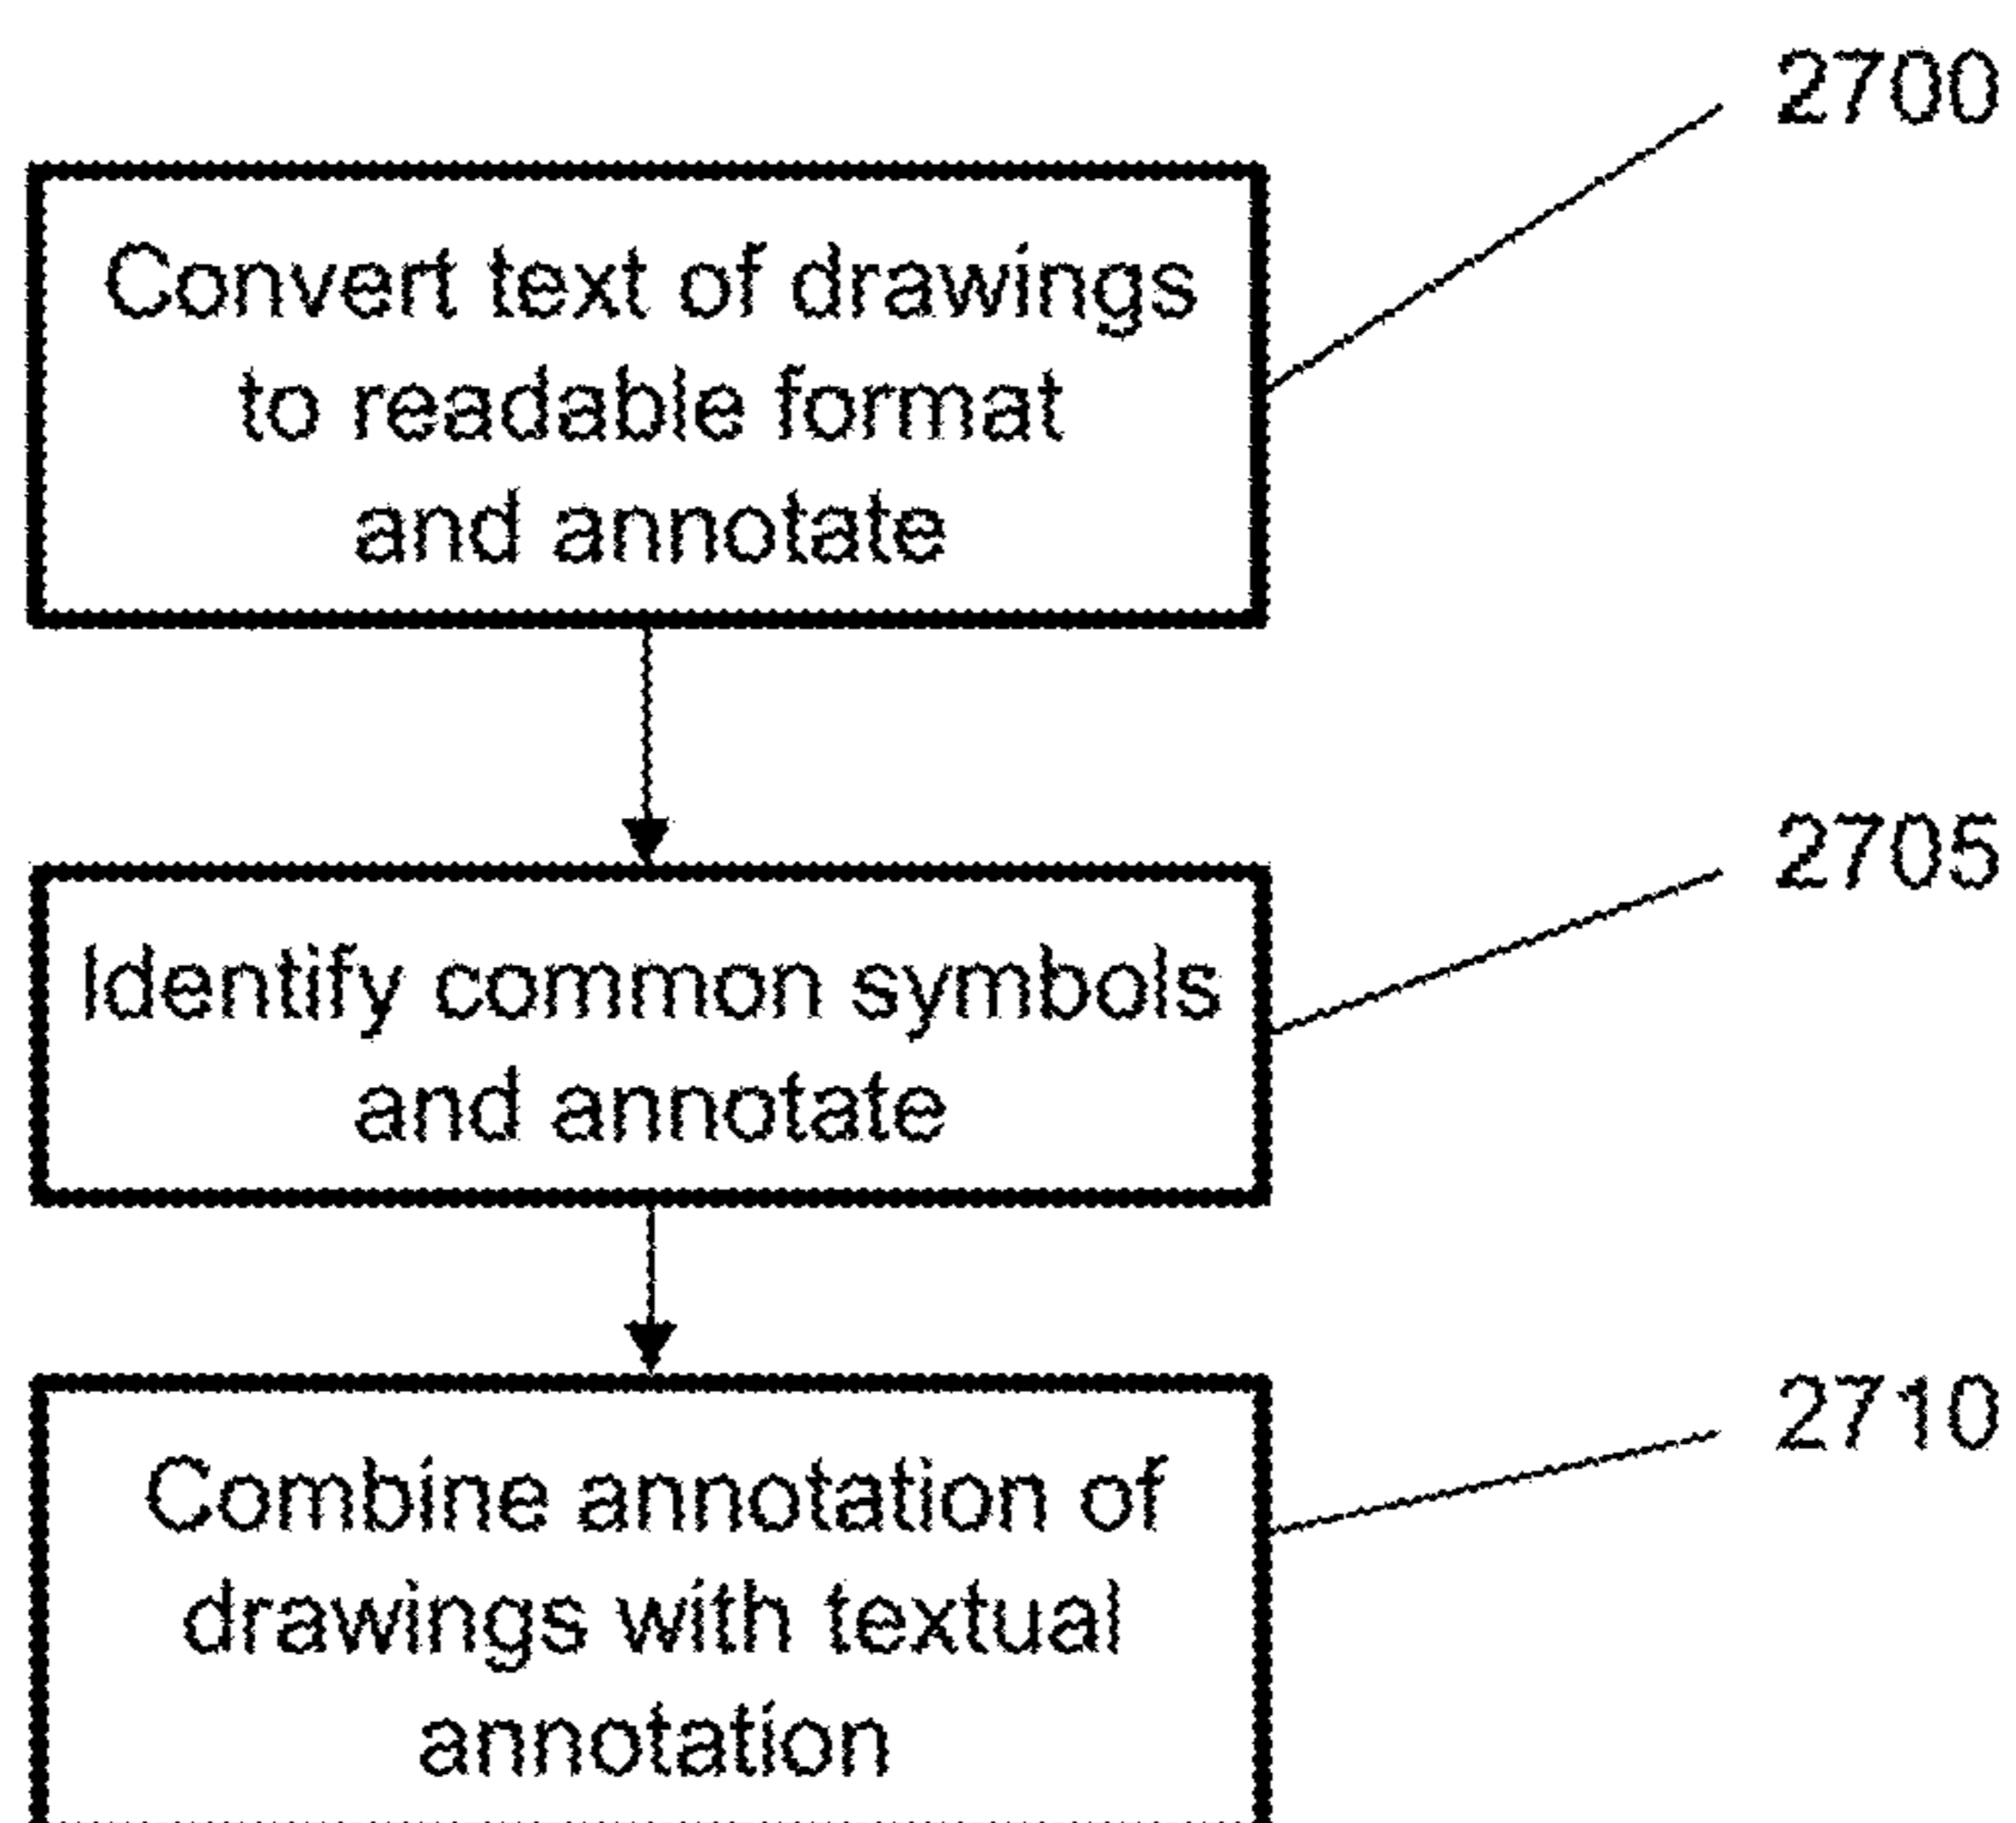 2700
Convert text of drawings
to readable format
and annotate
2705
Identify common symbols
and annotate
2710
Combine annotation of
drawings with textual
annotation